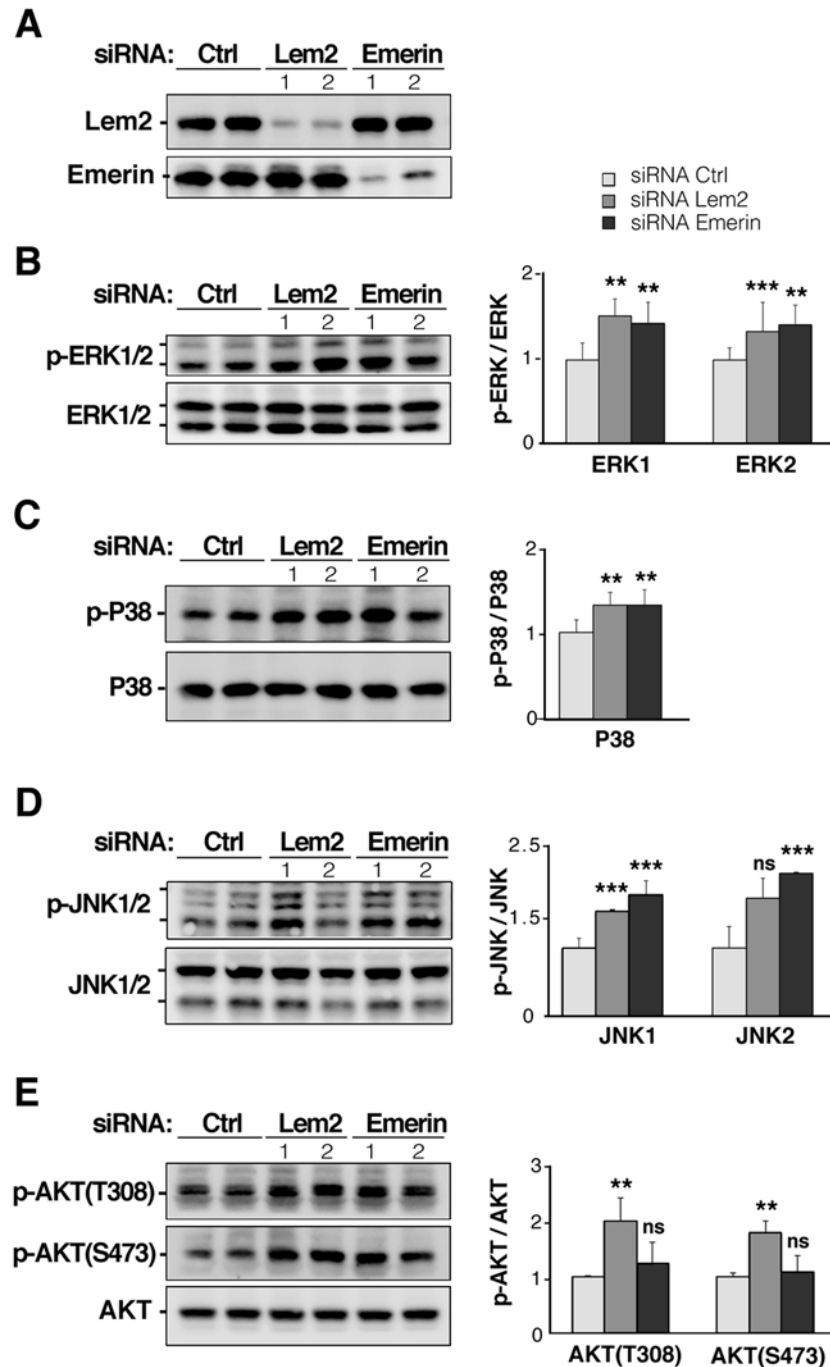 A
siRNA: Ctrl Lem2 Emerin
1 2 1 2
Lem2
Emerin
siRNA Ctrl
siRNA Lem2
siRNA Emerin
B
siRNA: Ctrl Lem2 Emerin
1 2 1 2
p-ERK1/2
ERK1/2
p-ERK / ERK
2
1
0
** ** *** **
ERK1 ERK2
C
siRNA: Ctrl Lem2 Emerin
1 2 1 2
p-P38
P38
p-P38 / P38
2
1
0
** **
P38
D
siRNA: Ctrl Lem2 Emerin
1 2 1 2
p-JNK1/2
JNK1/2
p-JNK / JNK
2.5
1.5
0
*** *** ns ***
JNK1 JNK2
E
siRNA: Ctrl Lem2 Emerin
1 2 1 2
p-AKT(T308)
p-AKT(S473)
AKT
p-AKT / AKT
3
2
1
0
** ns ** ns
AKT(T308) AKT(S473)